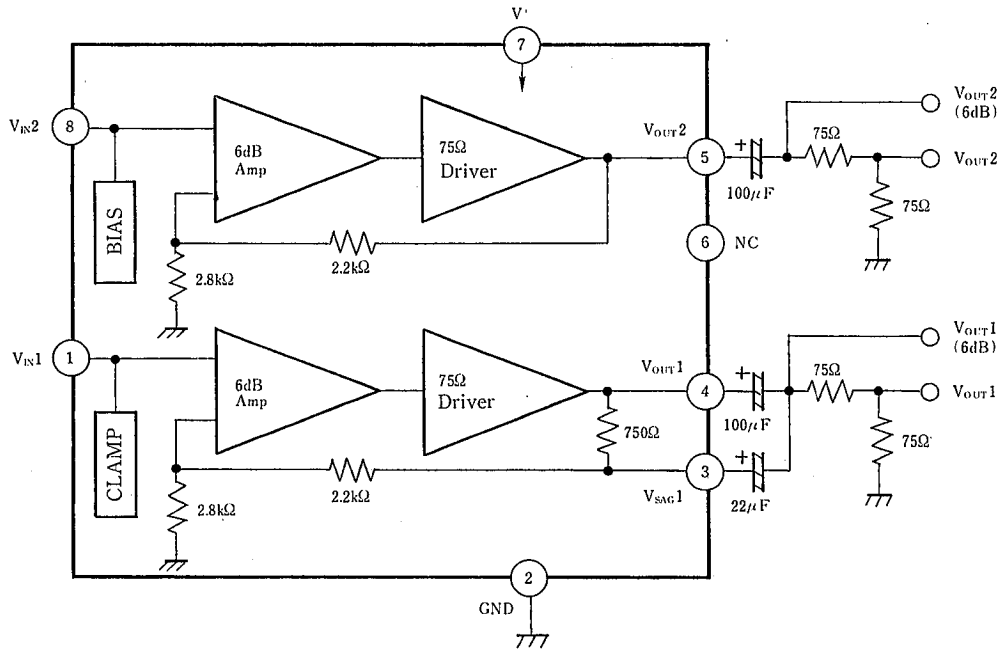 V⁺
7
VIN2
8
6dB
Amp
75Ω
Driver
VOUT2
5
+
100μF
75Ω
VOUT2
(6dB)
VOUT2
75Ω
BIAS
2.8kΩ
2.2kΩ
6
NC
VIN1
1
6dB
Amp
75Ω
Driver
VOUT1
4
+
100μF
75Ω
VOUT1
(6dB)
VOUT1
75Ω
CLAMP
750Ω
2.8kΩ
2.2kΩ
3
VSAG1
+
22μF
2
GND